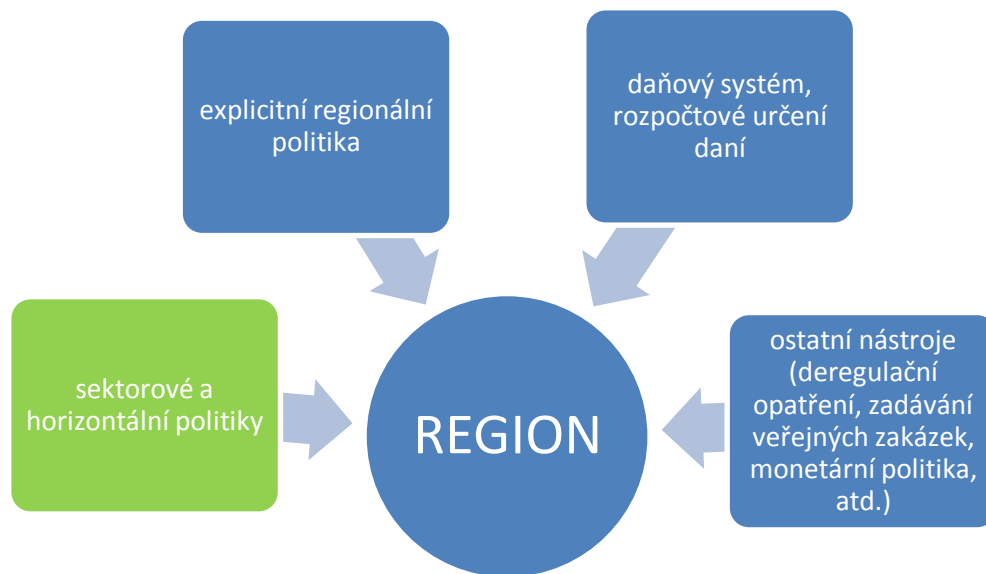 explicitní regionální
politika
daňový systém,
rozpočtové určení
daní
sektorové a
horizontální politiky
REGION
ostatní nástroje
(deregulační
opatření, zadávání
veřejných zakázek,
monetární politika,
atd.)